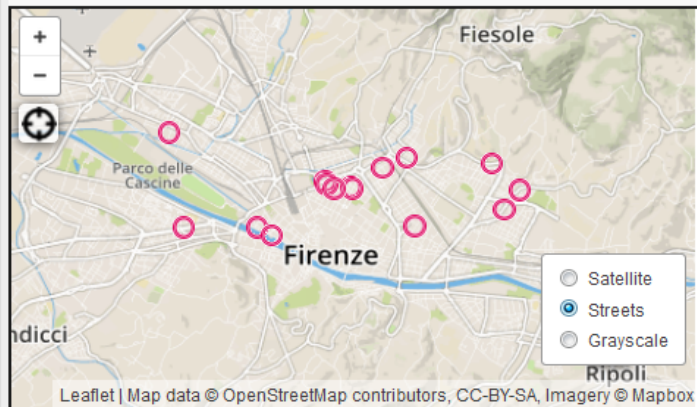 +
Fiesole
−
Parco delle
Cascine
Firenze
Satellite
Streets
ndicci
Grayscale
Ripoli
Leaflet | Map data © OpenStreetMap contributors, CC-BY-SA, Imagery © Mapbox